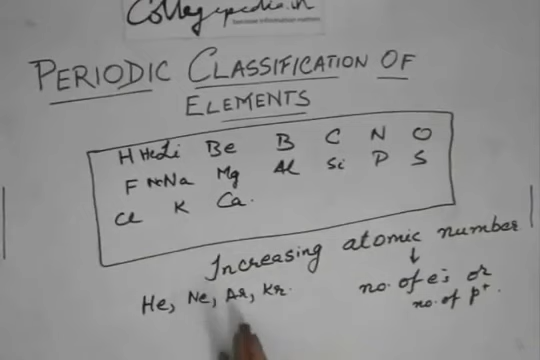 Collegepedia.in
PERIODIC CLASSIFICATION OF
ELEMENTS
H He Li Be B C N O
F Ne Na Mg Al Si P S
Cl K Ca.
Increasing atomic number
↓
He, Ne, Ar, Kr. no. of e⁻s or
no. of p⁺.